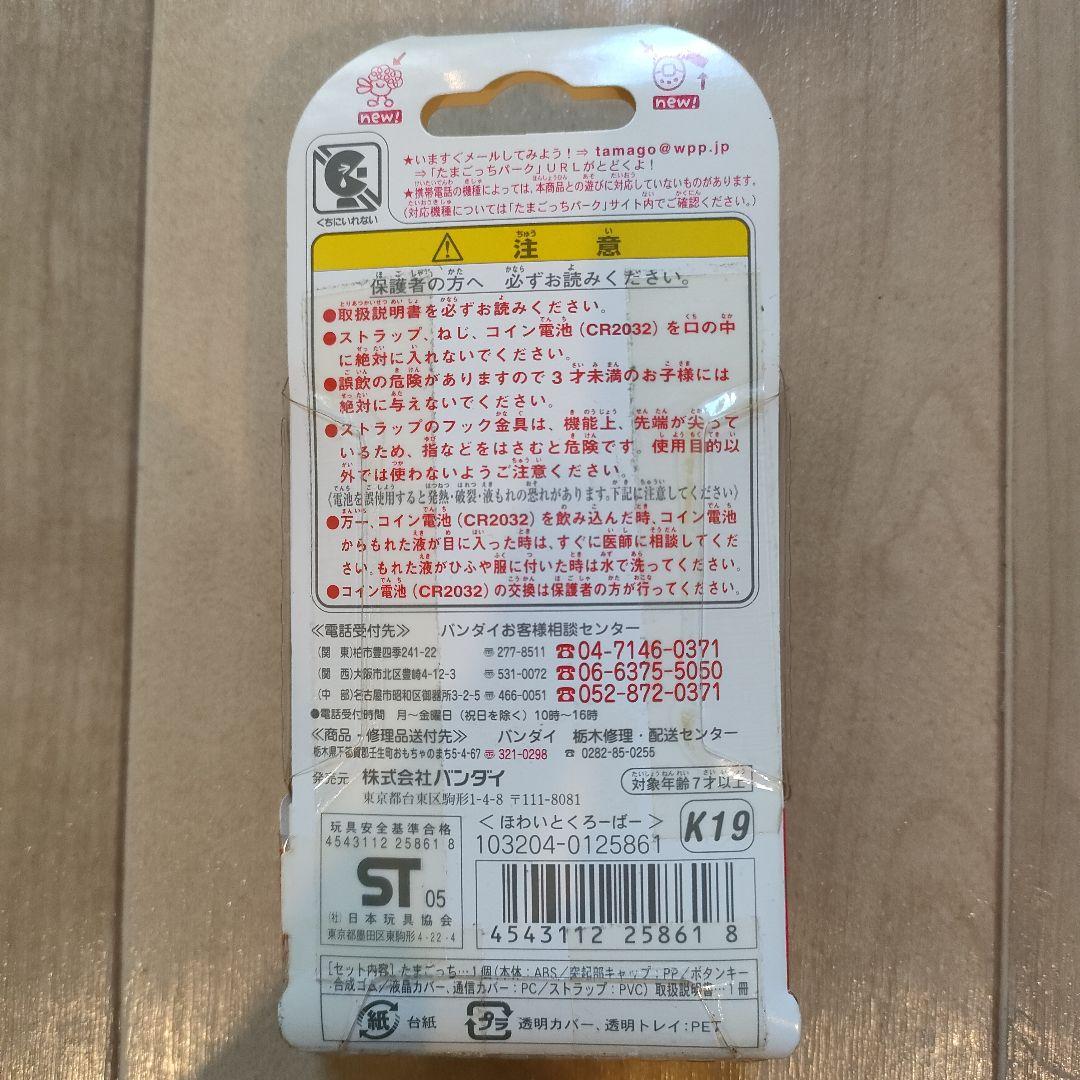 new!
new!
くちにいれない
★いますぐメールしてみよう!⇒ tamago@wpp.jp
⇒「たまごっちパーク」URLがとどくよ!
★携帯電話の機種によっては、本商品との遊びに対応していないものがあります。
(対応機種については「たまごっちパーク」サイト内でご確認ください。)
注意
保護者の方へ 必ずお読みください。
●取扱説明書を必ずお読みください。
●ストラップ、ねじ、コイン電池(CR2032)を口の中
に絶対に入れないでください。
●誤飲の危険がありますので3才未満のお子様には
絶対に与えないでください。
●ストラップのフック金具は、機能上、先端が尖って
いるため、指などをはさむと危険です。使用目的以
外では使わないようご注意ください。
〈電池を誤使用すると発熱・破裂・液もれの恐れがあります。下記に注意してください〉
●万一、コイン電池(CR2032)を飲み込んだ時、コイン電池
からもれた液が目に入った時は、すぐに医師に相談してくだ
さい。もれた液がひふや服に付いた時は水で洗ってください。
●コイン電池(CR2032)の交換は保護者の方が行ってください。
≪電話受付先≫ バンダイお客様相談センター
(関 東)柏市豊四季241-22 〒277-8511 ☎04-7146-0371
(関 西)大阪市北区豊崎4-12-3 〒531-0072 ☎06-6375-5050
(中 部)名古屋市昭和区御器所3-2-5 〒466-0051 ☎052-872-0371
●電話受付時間 月〜金曜日(祝日を除く)10時〜16時
≪商品・修理品送付先≫ バンダイ 栃木修理・配送センター
栃木県下都賀郡壬生町おもちゃのまち5-4-67 〒321-0298 ☎ 0282-85-0255
発売元 株式会社バンダイ
対象年齢7才以上
東京都台東区駒形1-4-8 〒111-8081
玩具安全基準合格
4543112 25861 8
ST 05
(社)日本玩具協会
東京都墨田区東駒形4-22-4
<ほわいとくろーばー>
K19
103204-0125861
4543112 258618
[セット内容]たまごっち…1個(本体:ABS/突起部キャップ:PP/ボタンキー
:合成ゴム/液晶カバー、通信カバー:PC/ストラップ:PVC) 取扱説明書…1冊
紙 台紙
プラ 透明カバー、透明トレイ:PET